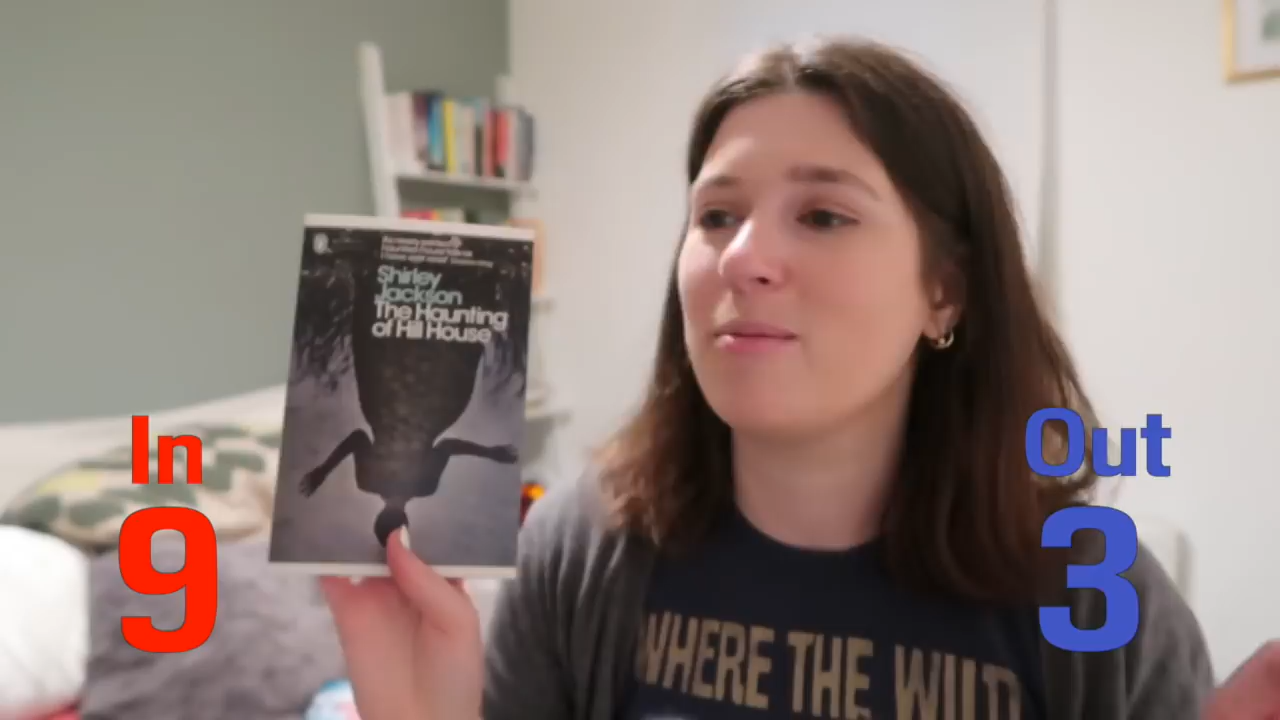 Shirley
Jackson
The Haunting
of Hill House
In
9
Out
3
WHERE THE WILD